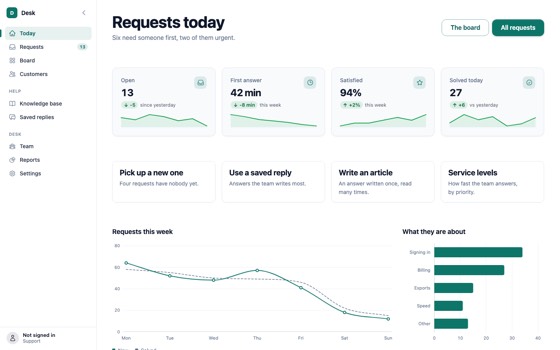 D Desk
Today
Requests 13
Board
Customers
HELP
Knowledge base
Saved replies
DESK
Team
Reports
Settings
Not signed in
Support
Requests today
Six need someone first, two of them urgent.
The board
All requests
Open
13
↓ -5 since yesterday
First answer
42 min
↓ -8 min this week
Satisfied
94%
↑ +2% this week
Solved today
27
↑ +6 vs yesterday
Pick up a new one
Four requests have nobody yet.
Use a saved reply
Answers the team writes most.
Write an article
An answer written once, read
many times.
Service levels
How fast the team answers,
by priority.
Requests this week
80
60
40
20
0
Mon Tue Wed Thu Fri Sat Sun
What they are about
Signing in
Billing
Exports
Speed
Other
0 10 20 30 40